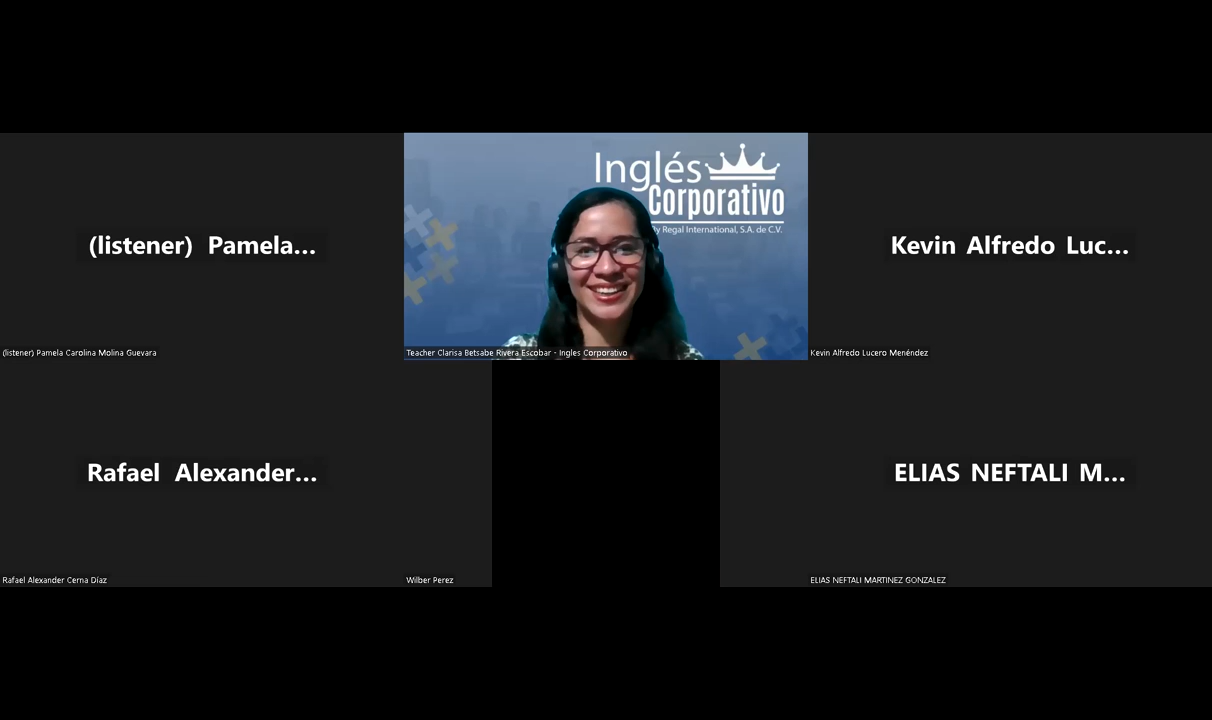 (listener) Pamela...
(listener) Pamela Carolina Molina Guevara
Inglés
Corporativo
By Regal International, S.A. de C.V.
Teacher Clarisa Betsabe Rivera Escobar - Ingles Corporativo
Kevin Alfredo Luc...
Kevin Alfredo Lucero Menéndez
Rafael Alexander...
Rafael Alexander Cerna Díaz
Wilber Perez
ELIAS NEFTALI M...
ELIAS NEFTALI MARTINEZ GONZALEZ